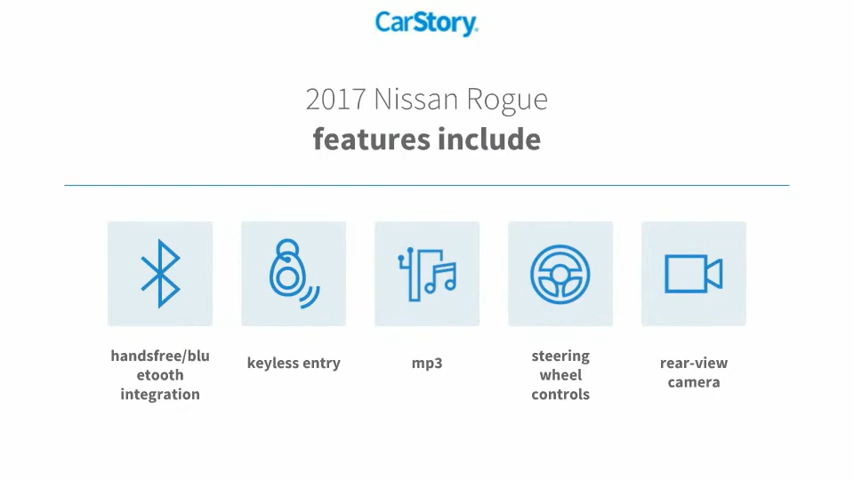 CarStory
2017 Nissan Rogue
features include
handsfree/blu
etooth
integration
keyless entry
mp3
steering
wheel
controls
rear-view
camera